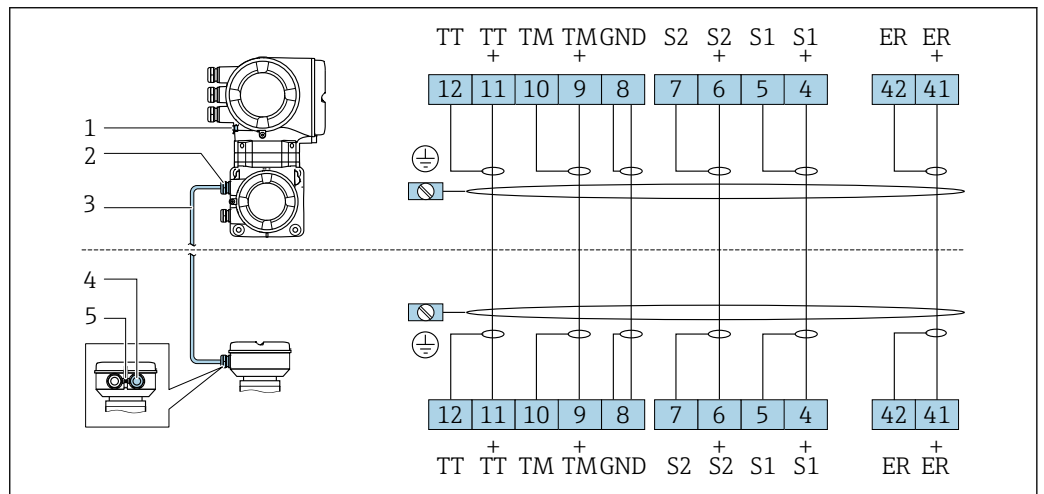 TT TT TM TM GND S2 S2 S1 S1 ER ER
+ + + + +
12 11 10 9 8 7 6 5 4 42 41
1
2
3
4
5
12 11 10 9 8 7 6 5 4 42 41
+ + + + +
TT TT TM TM GND S2 S2 S1 S1 ER ER